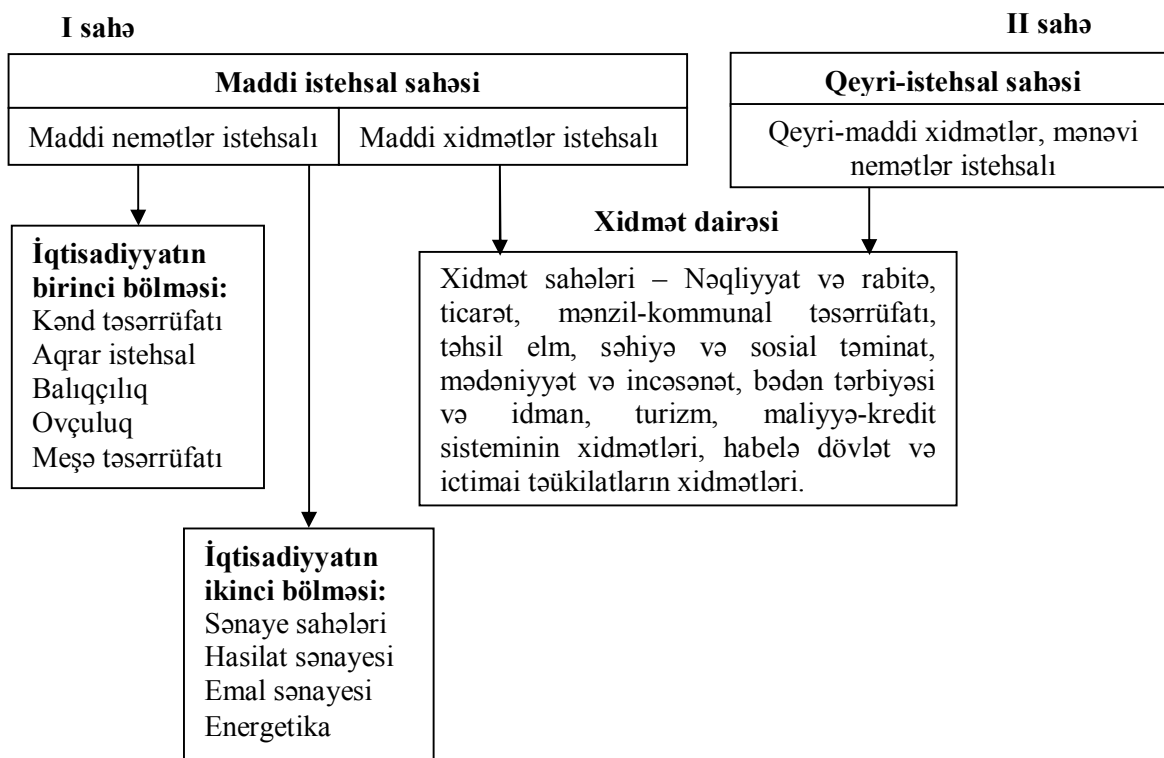 I sahə
II sahə
Maddi istehsal sahəsi
Maddi nemətlər istehsalı
Maddi xidmətlər istehsalı
Qeyri-istehsal sahəsi
Qeyri-maddi xidmətlər, mənəvi
nemətlər istehsalı
İqtisadiyyatın
birinci bölməsi:
Kənd təsərrüfatı
Aqrar istehsal
Balıqçılıq
Ovçuluq
Meşə təsərrüfatı
Xidmət dairəsi
Xidmət sahələri – Nəqliyyat və rabitə,
ticarət, mənzil-kommunal təsərrüfatı,
təhsil elm, səhiyə və sosial təminat,
mədəniyyət və incəsənət, bədən tərbiyəsi
və idman, turizm, maliyyə-kredit
sisteminin xidmətləri, habelə dövlət və
ictimai təükilatların xidmətləri.
İqtisadiyyatın
ikinci bölməsi:
Sənaye sahələri
Hasilat sənayesi
Emal sənayesi
Energetika